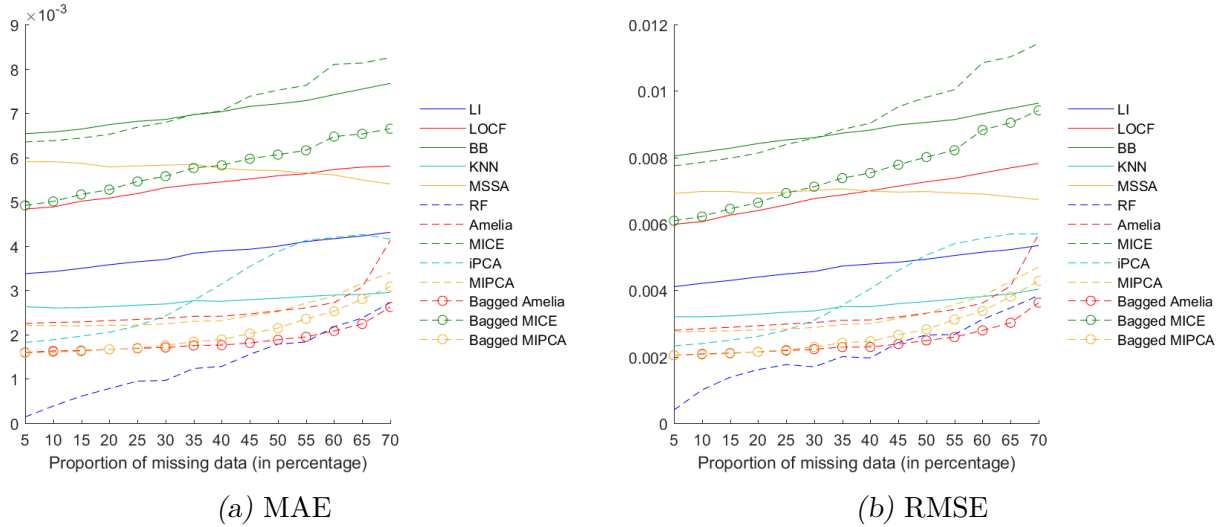 ×10⁻³
9
8
7
6
5
4
3
2
1
0
5 10 15 20 25 30 35 40 45 50 55 60 65 70
Proportion of missing data (in percentage)
LI
LOCF
BB
KNN
MSSA
RF
Amelia
MICE
iPCA
MIPCA
Bagged Amelia
Bagged MICE
Bagged MIPCA
(a) MAE
0.012
0.01
0.008
0.006
0.004
0.002
0
5 10 15 20 25 30 35 40 45 50 55 60 65 70
Proportion of missing data (in percentage)
LI
LOCF
BB
KNN
MSSA
RF
Amelia
MICE
iPCA
MIPCA
Bagged Amelia
Bagged MICE
Bagged MIPCA
(b) RMSE